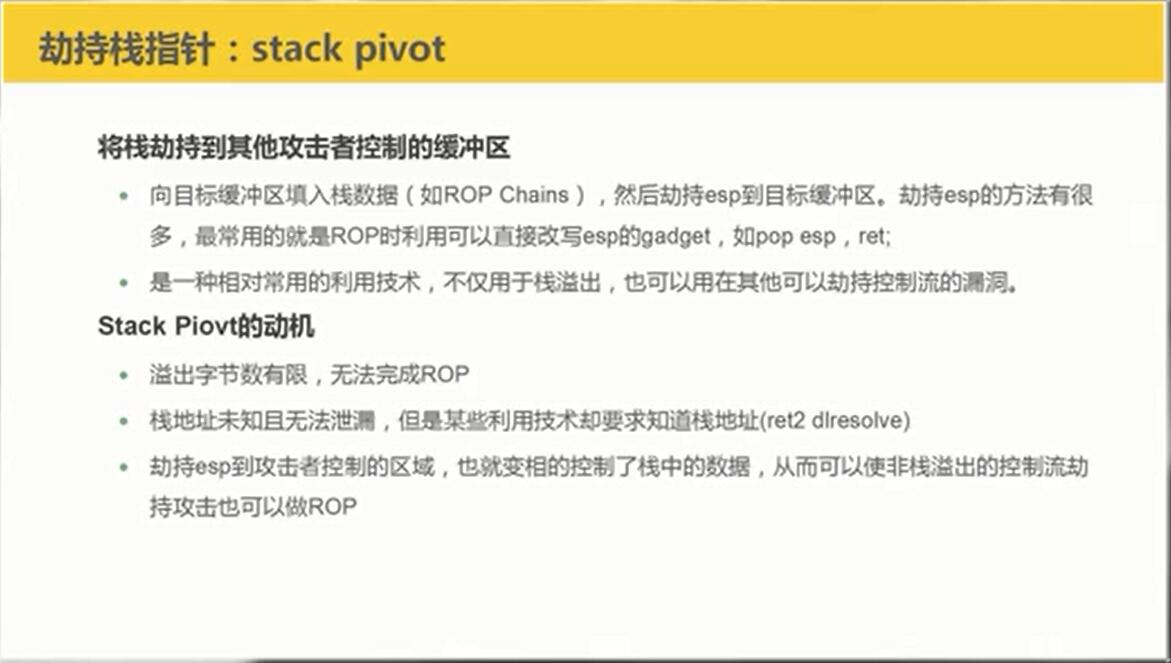 劫持栈指针：stack pivot
将栈劫持到其他攻击者控制的缓冲区
• 向目标缓冲区填入栈数据（如ROP Chains），然后劫持esp到目标缓冲区。劫持esp的方法有很
多，最常用的就是ROP时利用可以直接改写esp的gadget，如pop esp，ret;
• 是一种相对常用的利用技术，不仅用于栈溢出，也可以用在其他可以劫持控制流的漏洞。
Stack Piovt的动机
• 溢出字节数有限，无法完成ROP
• 栈地址未知且无法泄漏，但是某些利用技术却要求知道栈地址(ret2 dlresolve)
• 劫持esp到攻击者控制的区域，也就变相的控制了栈中的数据，从而可以使非栈溢出的控制流劫
持攻击也可以做ROP